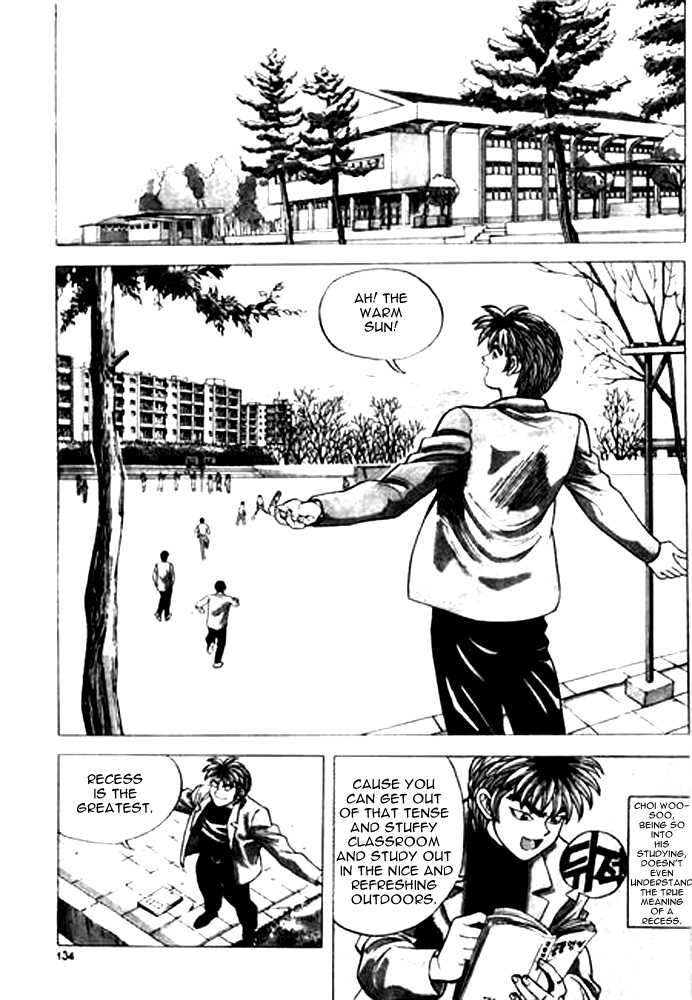 AH! THE
WARM
SUN!
RECESS
IS THE
GREATEST.
CAUSE YOU
CAN GET OUT
OF THAT TENSE
AND STUFFY
CLASSROOM
AND STUDY OUT
IN THE NICE AND
REFRESHING
OUTDOORS.
CHOI WOO-
SOO,
BEING SO
INTO
HIS
STUDYING,
DOESN'T
EVEN
UNDERSTAND
THE TRUE
MEANING
OF A
RECESS.
134